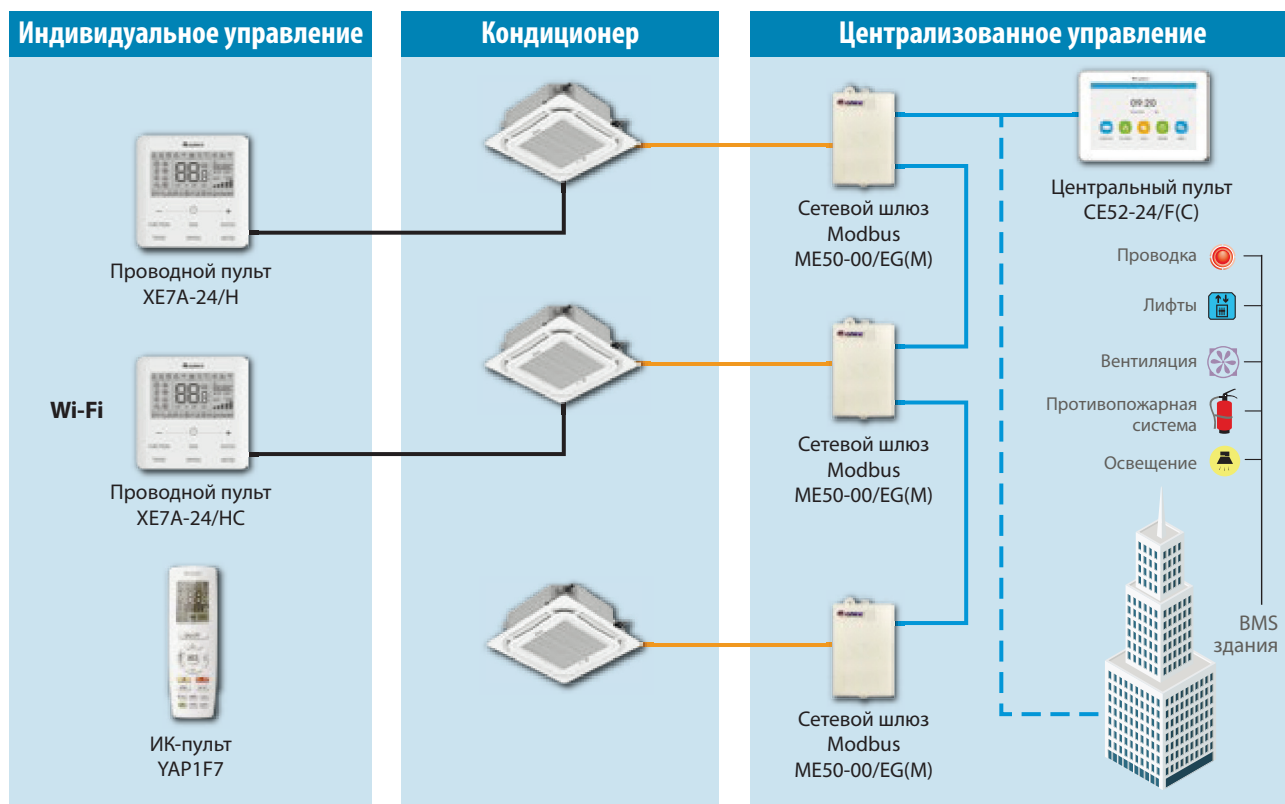 Индивидуальное управление
Кондиционер
Централизованное управление
Проводной пульт
XE7A-24/H
Wi-Fi
Проводной пульт
XE7A-24/HC
ИК-пульт
YAP1F7
Сетевой шлюз
Modbus
ME50-00/EG(M)
Сетевой шлюз
Modbus
ME50-00/EG(M)
Сетевой шлюз
Modbus
ME50-00/EG(M)
09:20
Центральный пульт
CE52-24/F(C)
Проводка
Лифты
Вентиляция
Противопожарная
система
Освещение
BMS
здания